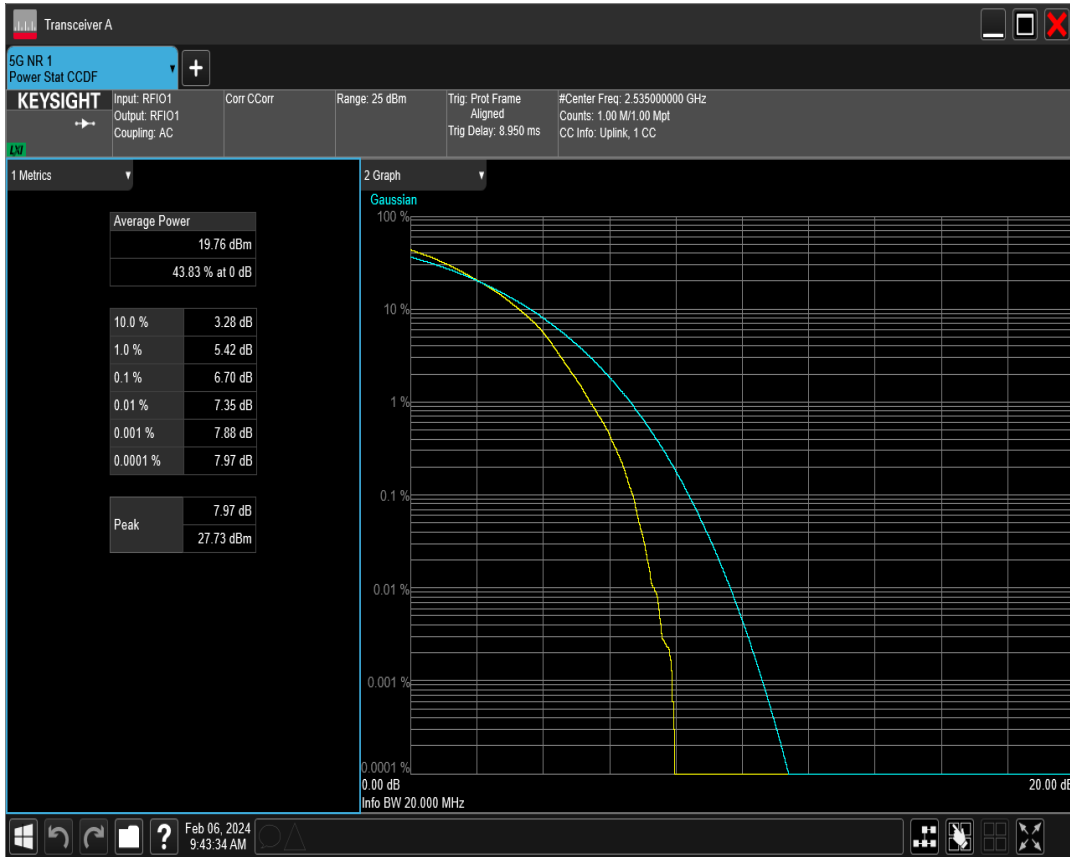 Transceiver A
5G NR 1
Power Stat CCDF
+
KEYSIGHT
LXI
Input: RFIO1
Output: RFIO1
Coupling: AC
Corr CCorr
Range: 25 dBm
Trig: Prot Frame
Aligned
Trig Delay: 8.950 ms
#Center Freq: 2.535000000 GHz
Counts: 1.00 M/1.00 Mpt
CC Info: Uplink, 1 CC
1 Metrics
Average Power
19.76 dBm
43.83 % at 0 dB
10.0 % 3.28 dB
1.0 % 5.42 dB
0.1 % 6.70 dB
0.01 % 7.35 dB
0.001 % 7.88 dB
0.0001 % 7.97 dB
Peak
7.97 dB
27.73 dBm
2 Graph
Gaussian
100 %
10 %
1 %
0.1 %
0.01 %
0.001 %
0.0001 %
0.00 dB 20.00 dB
Info BW 20.000 MHz
?
Feb 06, 2024
9:43:34 AM